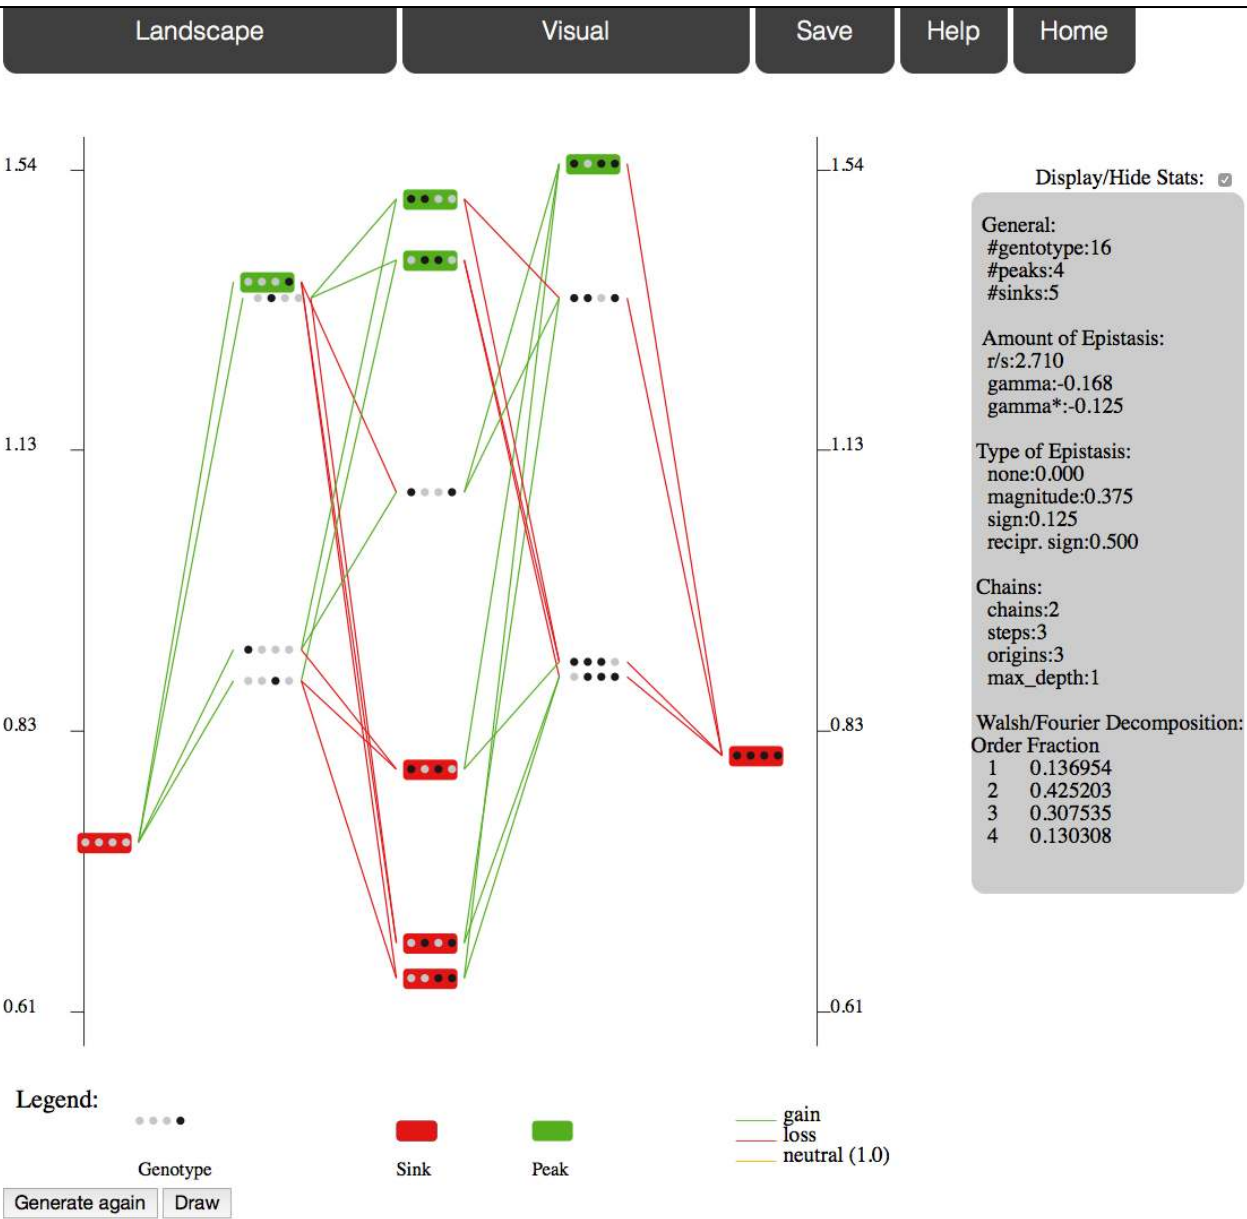 Landscape Visual Save Help Home
1.54
1.13
0.83
0.61
1.54
1.13
0.83
0.61
Display/Hide Stats:
General:
#gentotype:16
#peaks:4
#sinks:5
Amount of Epistasis:
r/s:2.710
gamma:-0.168
gamma*:-0.125
Type of Epistasis:
none:0.000
magnitude:0.375
sign:0.125
recipr. sign:0.500
Chains:
chains:2
steps:3
origins:3
max_depth:1
Walsh/Fourier Decomposition:
Order Fraction
1 0.136954
2 0.425203
3 0.307535
4 0.130308
Legend:
Genotype
Sink
Peak
gain
loss
neutral (1.0)
Generate again Draw